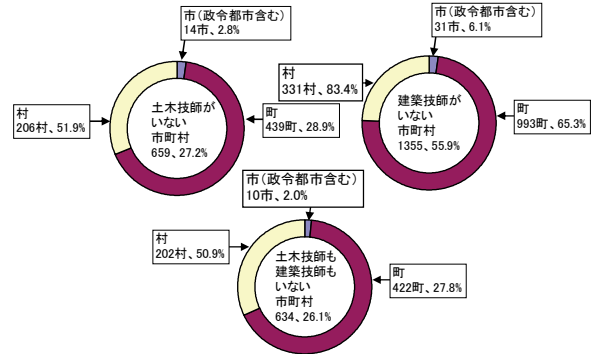 市（政令都市含む）
14市、2.8%
村
206村、51.9%
土木技師が
いない
市町村
659、27.2%
町
439町、28.9%
市（政令都市含む）
31市、6.1%
村
331村、83.4%
建築技師が
いない
市町村
1355、55.9%
町
993町、65.3%
市（政令都市含む）
10市、2.0%
村
202村、50.9%
土木技師も
建築技師も
いない
市町村
634、26.1%
町
422町、27.8%